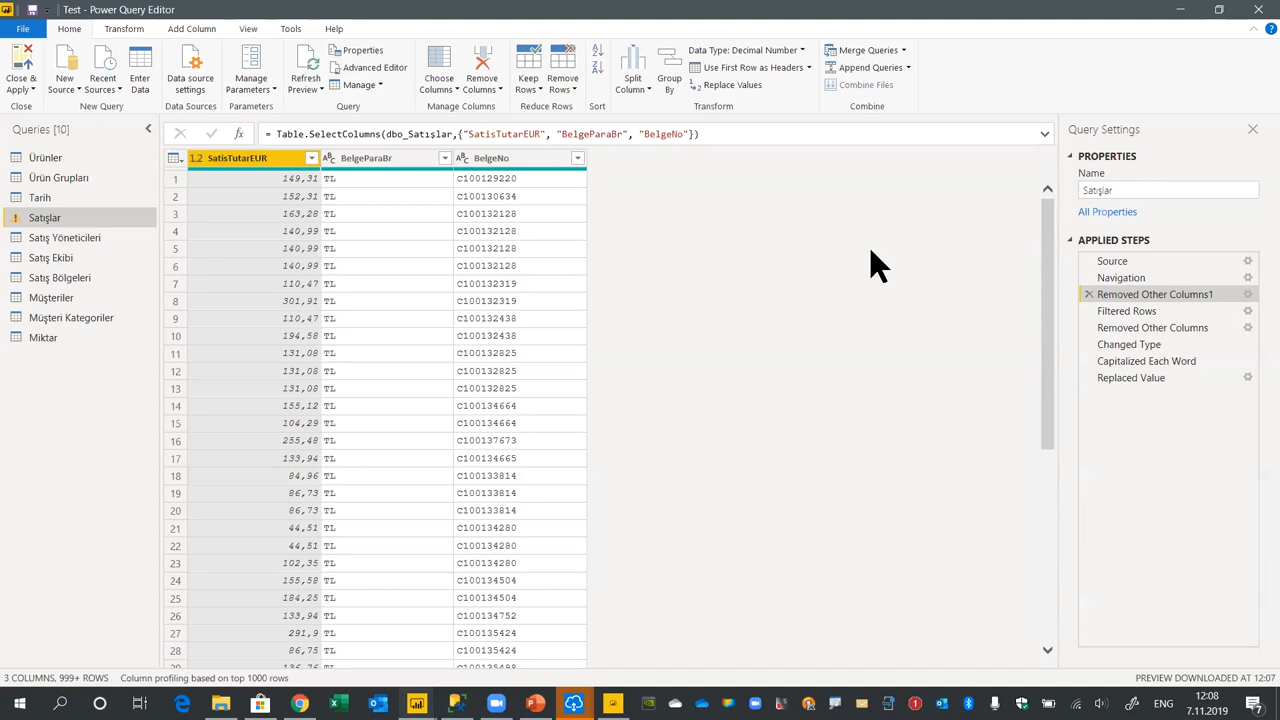 Test - Power Query Editor
File
Home
Transform
Add Column
View
Tools
Help
Close &
Apply
Close
New
Source
Recent
Sources
Enter
Data
New Query
Data source
settings
Data Sources
Manage
Parameters
Parameters
Refresh
Preview
Properties
Advanced Editor
Manage
Query
Choose
Columns
Remove
Columns
Manage Columns
Keep
Rows
Remove
Rows
Reduce Rows
Sort
Split
Column
Group
By
Data Type: Decimal Number
Use First Row as Headers
Replace Values
Transform
Merge Queries
Append Queries
Combine Files
Combine
Queries [10]
Ürünler
Ürün Grupları
Tarih
Satışlar
Satış Yöneticileri
Satış Ekibi
Satış Bölgeleri
Müşteriler
Müşteri Kategoriler
Miktar
= Table.SelectColumns(dbo_Satışlar,{"SatisTutarEUR", "BelgeParaBr", "BelgeNo"})
1.2 SatisTutarEUR ABC BelgeParaBr ABC BelgeNo
1 149,31 TL C100129220
2 152,31 TL C100130634
3 163,28 TL C100132128
4 140,99 TL C100132128
5 140,99 TL C100132128
6 140,99 TL C100132128
7 110,47 TL C100132319
8 301,91 TL C100132319
9 110,47 TL C100132438
10 194,58 TL C100132438
11 131,08 TL C100132825
12 131,08 TL C100132825
13 131,08 TL C100132825
14 155,12 TL C100134664
15 104,29 TL C100134664
16 255,48 TL C100137673
17 133,94 TL C100134665
18 84,96 TL C100133814
19 86,73 TL C100133814
20 86,73 TL C100133814
21 44,51 TL C100134280
22 44,51 TL C100134280
23 102,35 TL C100134280
24 155,58 TL C100134504
25 184,25 TL C100134504
26 133,94 TL C100134752
27 291,9 TL C100135424
28 86,75 TL C100135424
29 136,76 TL C100135498
Query Settings
PROPERTIES
Name
Satışlar
All Properties
APPLIED STEPS
Source
Navigation
Removed Other Columns1
Filtered Rows
Removed Other Columns
Changed Type
Capitalized Each Word
Replaced Value
3 COLUMNS, 999+ ROWS
Column profiling based on top 1000 rows
PREVIEW DOWNLOADED AT 12:07
ENG
12:08
7.11.2019
7